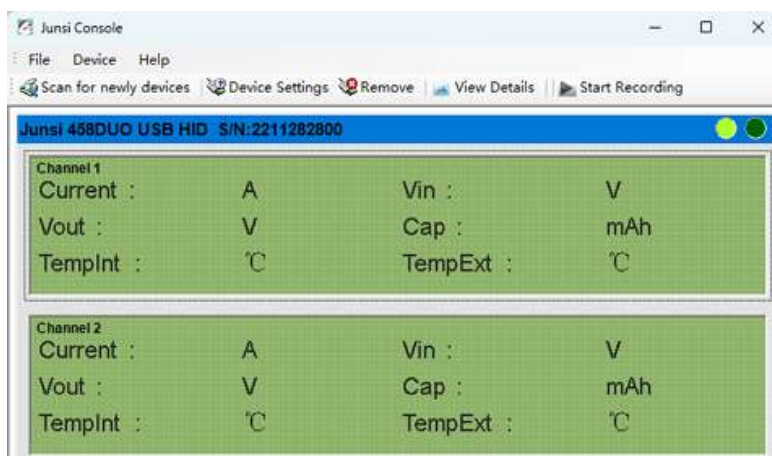 Junsi Console
File Device Help
Scan for newly devices Device Settings Remove View Details Start Recording
Junsi 458DUO USB HID S/N:2211282800
Channel 1
Current : A Vin : V
Vout : V Cap : mAh
TempInt : ℃ TempExt : ℃
Channel 2
Current : A Vin : V
Vout : V Cap : mAh
TempInt : ℃ TempExt : ℃